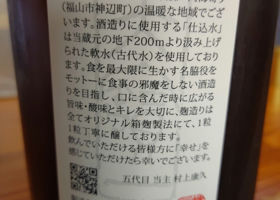 (福山市神辺町)の温暖な地域でござ
います。酒造りに使用する「仕込水」
は当蔵元の地下200mより汲み上げ
られた軟水(古代水)を使用しており
ます。食を最大限に生かす名脇役を
モットーに食事の邪魔をしない酒造
りを目指し、口に含んだ時に広がる
旨味・酸味とキレを大切に、麹造りは
全てオリジナル箱麹製法にて、1粒
1粒丁寧に醸しております。
飲んでいただける皆様方に「幸せ」を
感じていただけたら幸いでございます。
五代目 当主 村上康久